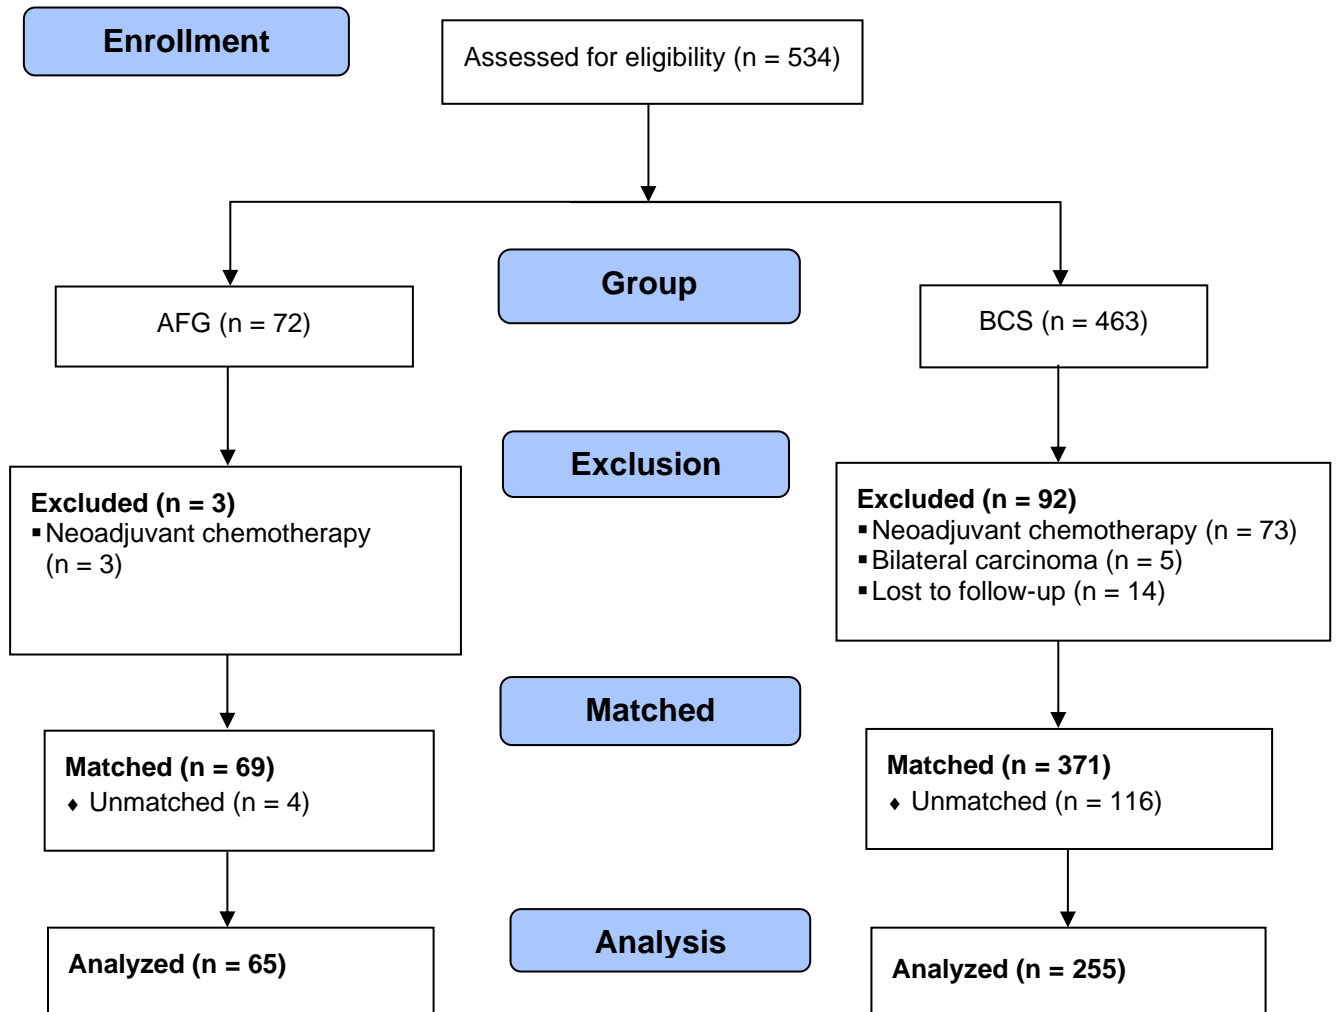 Enrollment
Assessed for eligibility (n = 534)
Group
AFG (n = 72)
BCS (n = 463)
Exclusion
Excluded (n = 3)
▪Neoadjuvant chemotherapy
(n = 3)
Excluded (n = 92)
▪Neoadjuvant chemotherapy (n = 73)
▪Bilateral carcinoma (n = 5)
▪Lost to follow-up (n = 14)
Matched
Matched (n = 69)
♦ Unmatched (n = 4)
Matched (n = 371)
♦ Unmatched (n = 116)
Analysis
Analyzed (n = 65)
Analyzed (n = 255)